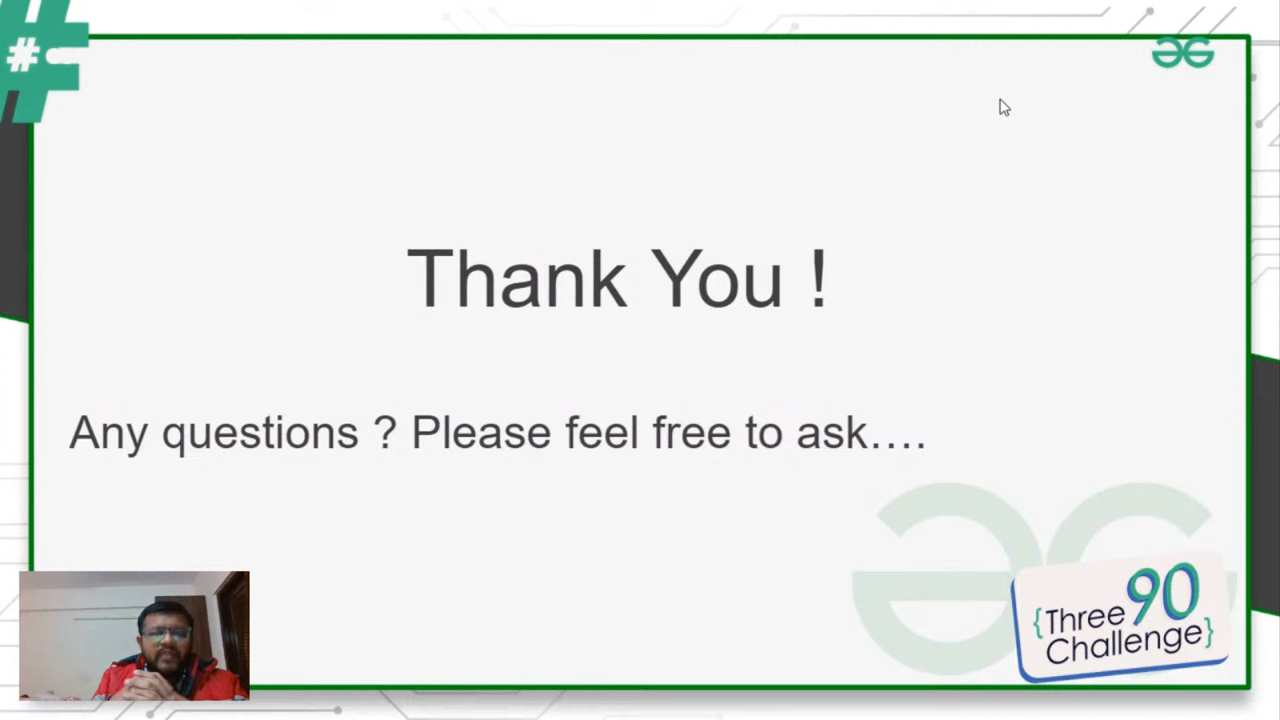 #
Thank You !
Any questions ? Please feel free to ask….
{Three 90
Challenge}